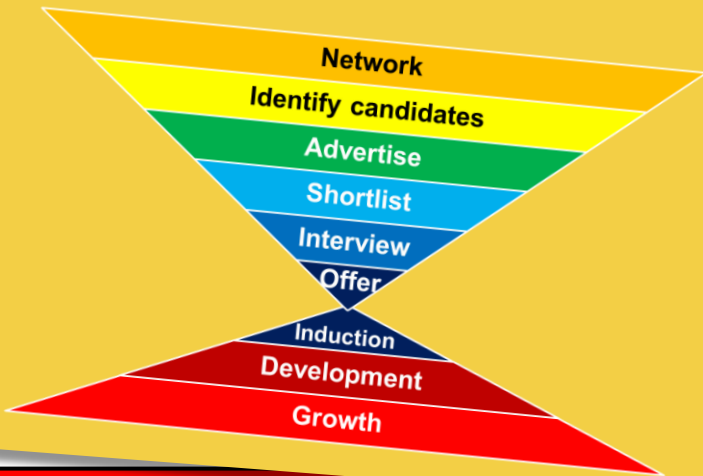 Network
Identify candidates
Advertise
Shortlist
Interview
Offer
Induction
Development
Growth